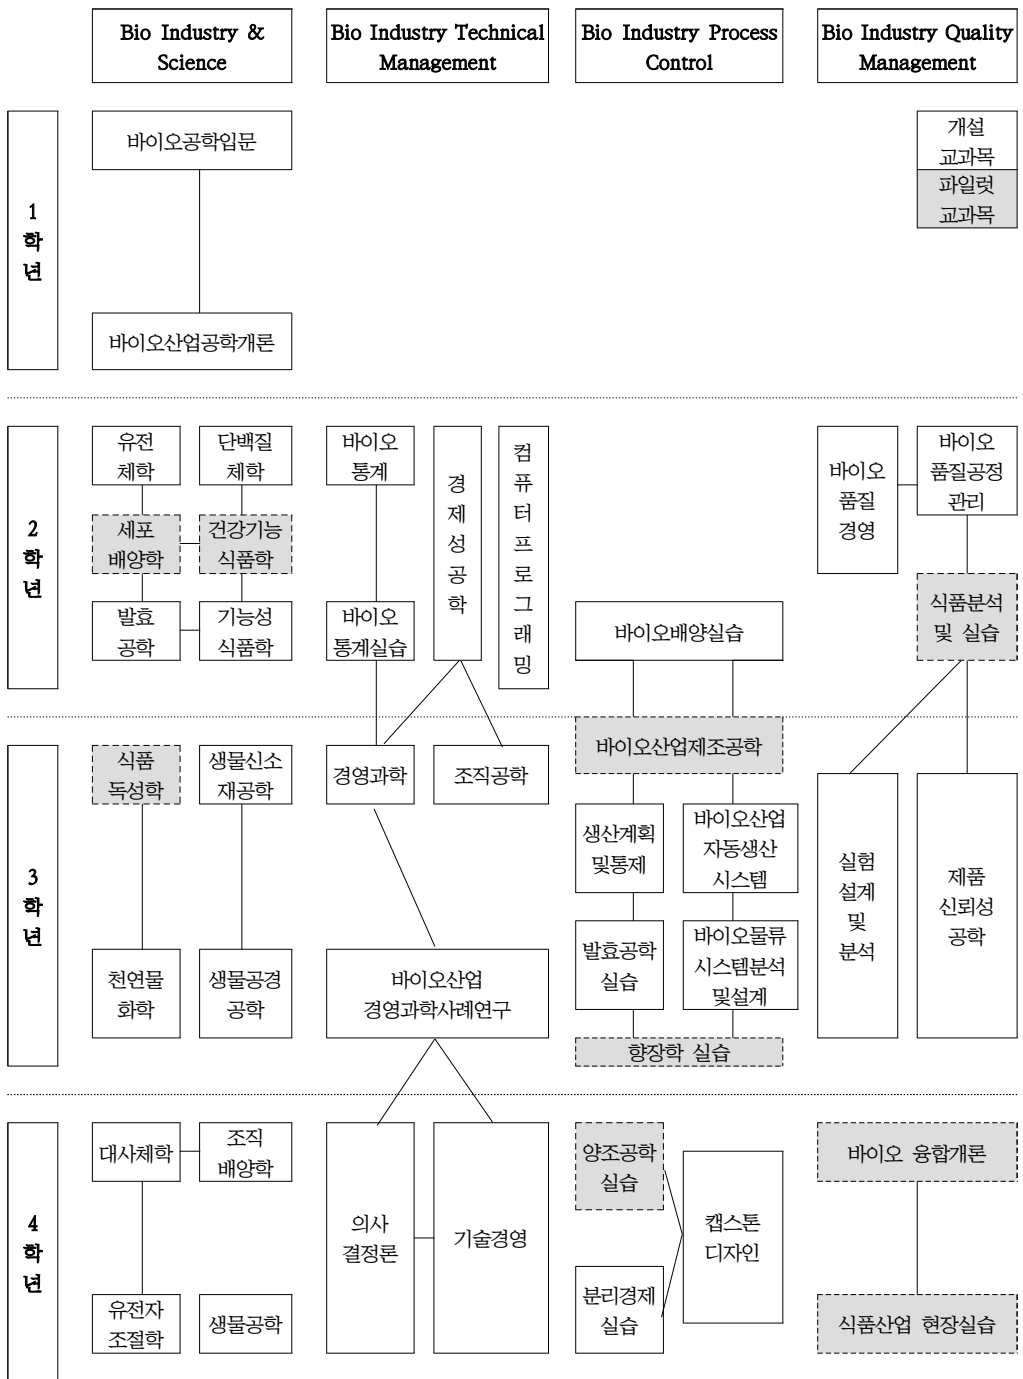 Bio Industry &
Science
Bio Industry Technical
Management
Bio Industry Process
Control
Bio Industry Quality
Management
1
학
년
바이오공학입문
바이오산업공학개론
개설
교과목
파일럿
교과목
2
학
년
유전
체학
단백질
체학
세포
배양학
건강기능
식품학
발효
공학
기능성
식품학
바이오
통계
바이오
통계실습
경
제
성
공
학
컴
퓨
터
프
로
그
래
밍
바이오배양실습
바이오
품질
경영
바이오
품질공정
관리
식품분석
및 실습
3
학
년
식품
독성학
생물신소
재공학
천연물
화학
생물공경
공학
경영과학
조직공학
바이오산업
경영과학사례연구
바이오산업제조공학
생산계획
및통제
바이오산업
자동생산
시스템
발효공학
실습
바이오물류
시스템분석
및설계
향장학 실습
실험
설계
및
분석
제품
신뢰성
공학
4
학
년
대사체학
조직
배양학
유전자
조절학
생물공학
의사
결정론
기술경영
양조공학
실습
분리경제
실습
캡스톤
디자인
바이오 융합개론
식품산업 현장실습